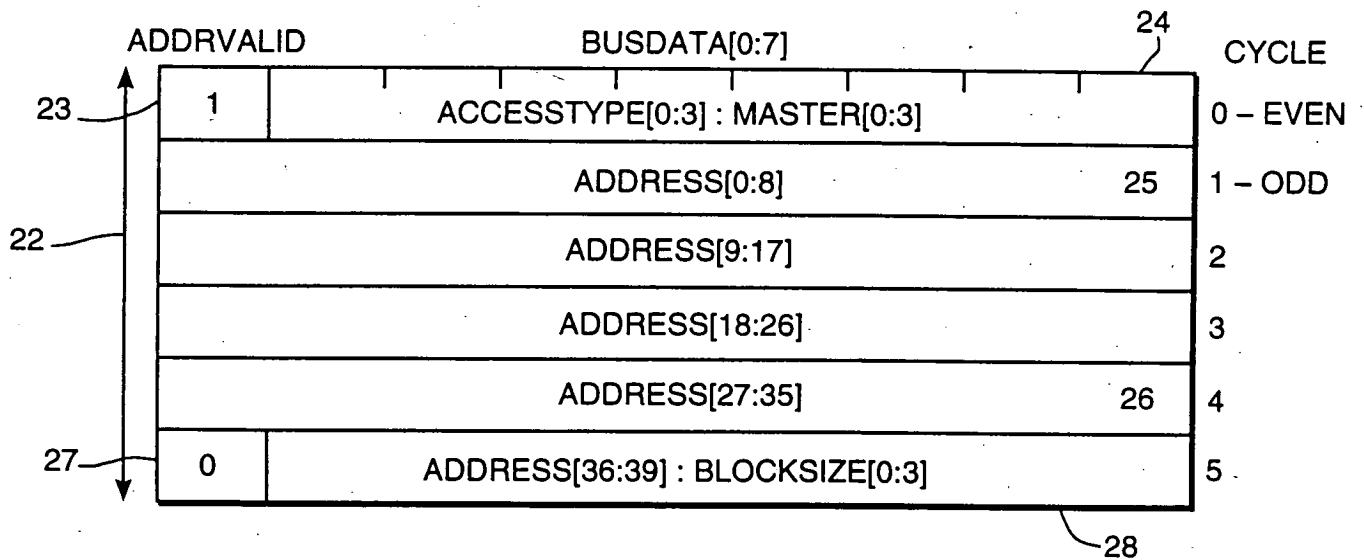 24
ADDRVALID BUSDATA[0:7] CYCLE
23 1 ACCESSTYPE[0:3] : MASTER[0:3] 0 – EVEN
ADDRESS[0:8] 25 1 – ODD
22 ADDRESS[9:17] 2
ADDRESS[18:26] 3
ADDRESS[27:35] 26 4
27 0 ADDRESS[36:39] : BLOCKSIZE[0:3] 5
28